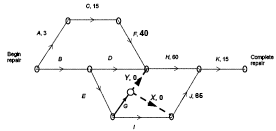 C, 15
A, 3
F, 40
Begin
repair
B
D
H, 60
K, 15
Complete
repair
Y, 0
E
X, 0
J, 65
G
I